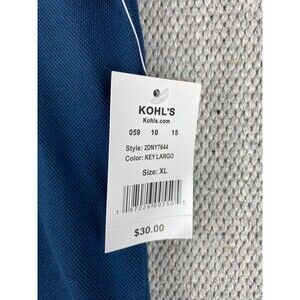 KOHL'S
Kohls.com
059 10 15
Style: 2DNY7644
Color: KEY LARGO
Size: XL
$30.00